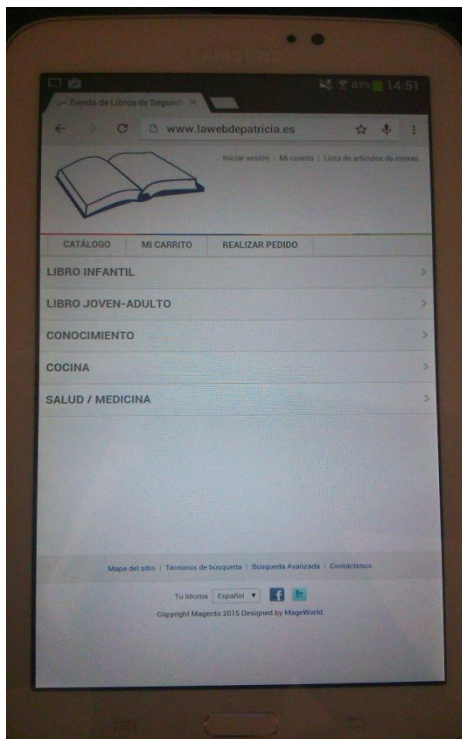 SAMSUNG
83% 14:51
Tienda de Libros de Segund
www.lawebdepatricia.es
Iniciar sesión | Mi cuenta | Lista de artículos de interés
CATÁLOGO MI CARRITO REALIZAR PEDIDO
LIBRO INFANTIL
LIBRO JOVEN-ADULTO
CONOCIMIENTO
COCINA
SALUD / MEDICINA
Mapa del sitio | Términos de búsqueda | Búsqueda Avanzada | Contáctenos
Tu idioma Español
Copyright Magento 2015 Designed by MageWorld.